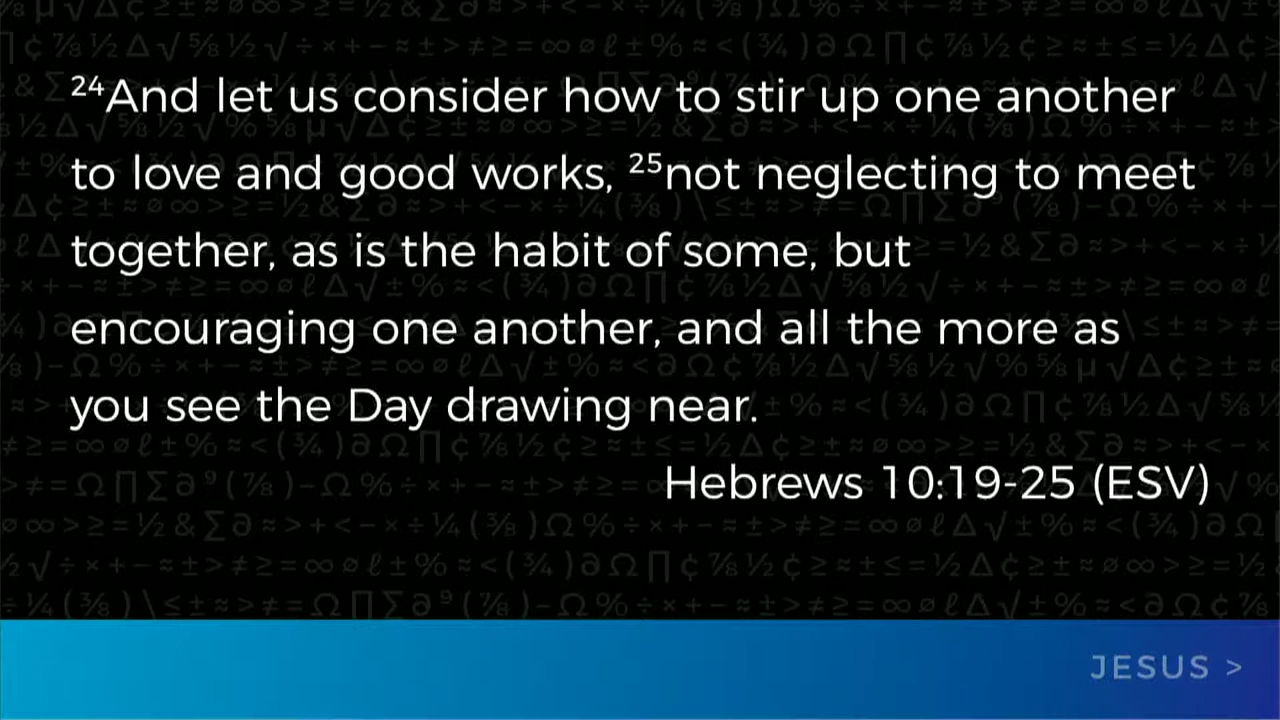 ²⁴And let us consider how to stir up one another
to love and good works, ²⁵not neglecting to meet
together, as is the habit of some, but
encouraging one another, and all the more as
you see the Day drawing near.
Hebrews 10:19-25 (ESV)
JESUS >